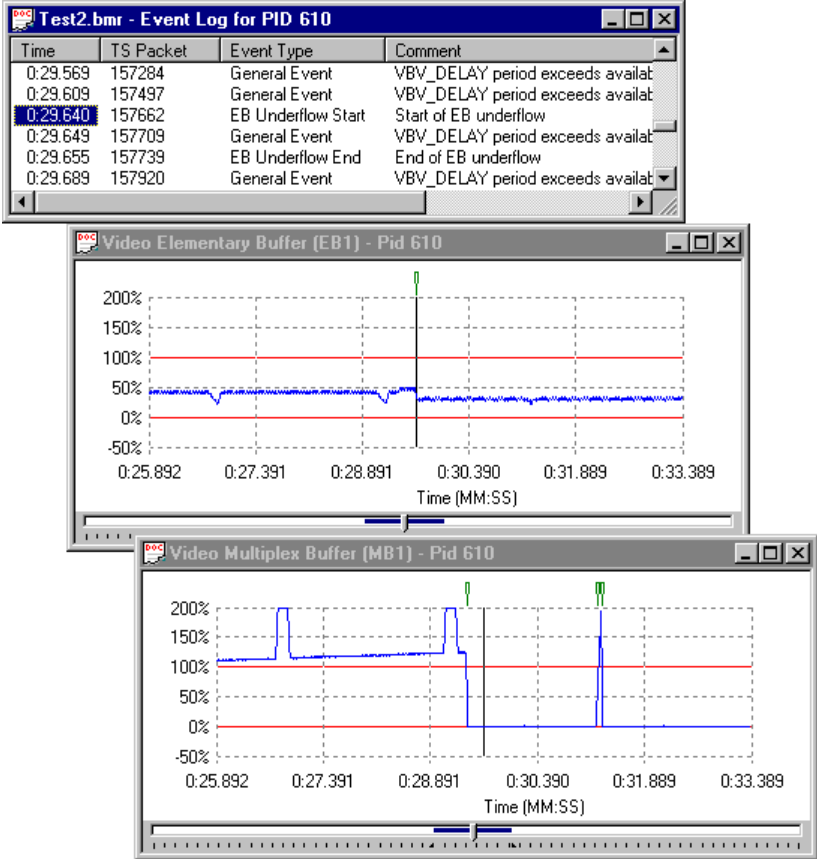 DOC Test2.bmr - Event Log for PID 610
Time TS Packet Event Type Comment
0:29.569 157284 General Event VBV_DELAY period exceeds availab
0:29.609 157497 General Event VBV_DELAY period exceeds availab
0:29.640 157662 EB Underflow Start Start of EB underflow
0:29.649 157709 General Event VBV_DELAY period exceeds availab
0:29.655 157739 EB Underflow End End of EB underflow
0:29.689 157920 General Event VBV_DELAY period exceeds availab
DOC Video Elementary Buffer (EB1) - Pid 610
200%
150%
100%
50%
0%
-50%
0:25.892 0:27.391 0:28.891 0:30.390 0:31.889 0:33.389
Time (MM:SS)
DOC Video Multiplex Buffer (MB1) - Pid 610
200%
150%
100%
50%
0%
-50%
0:25.892 0:27.391 0:28.891 0:30.390 0:31.889 0:33.389
Time (MM:SS)